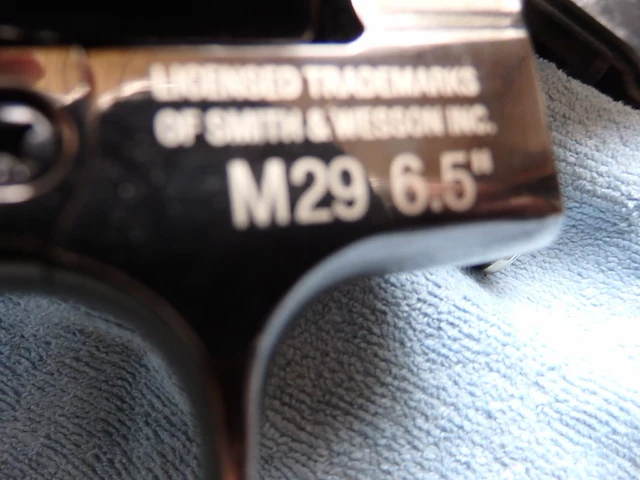 LICENSED TRADEMARKS
OF SMITH & WESSON INC.
M29 6.5"